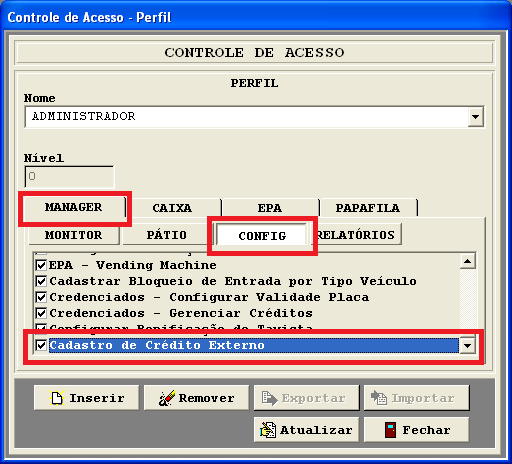 Controle de Acesso - Perfil
CONTROLE DE ACESSO
PERFIL
Nome
ADMINISTRADOR
Nível
0
MANAGER CAIXA EPA PAPAFILA
MONITOR PÁTIO CONFIG RELATÓRIOS
EPA - Vending Machine
Cadastrar Bloqueio de Entrada por Tipo Veículo
Credenciados - Configurar Validade Placa
Credenciados - Gerenciar Créditos
Configurar Bonificação do Taxista
Cadastro de Crédito Externo
Inserir Remover Exportar Importar
Atualizar Fechar